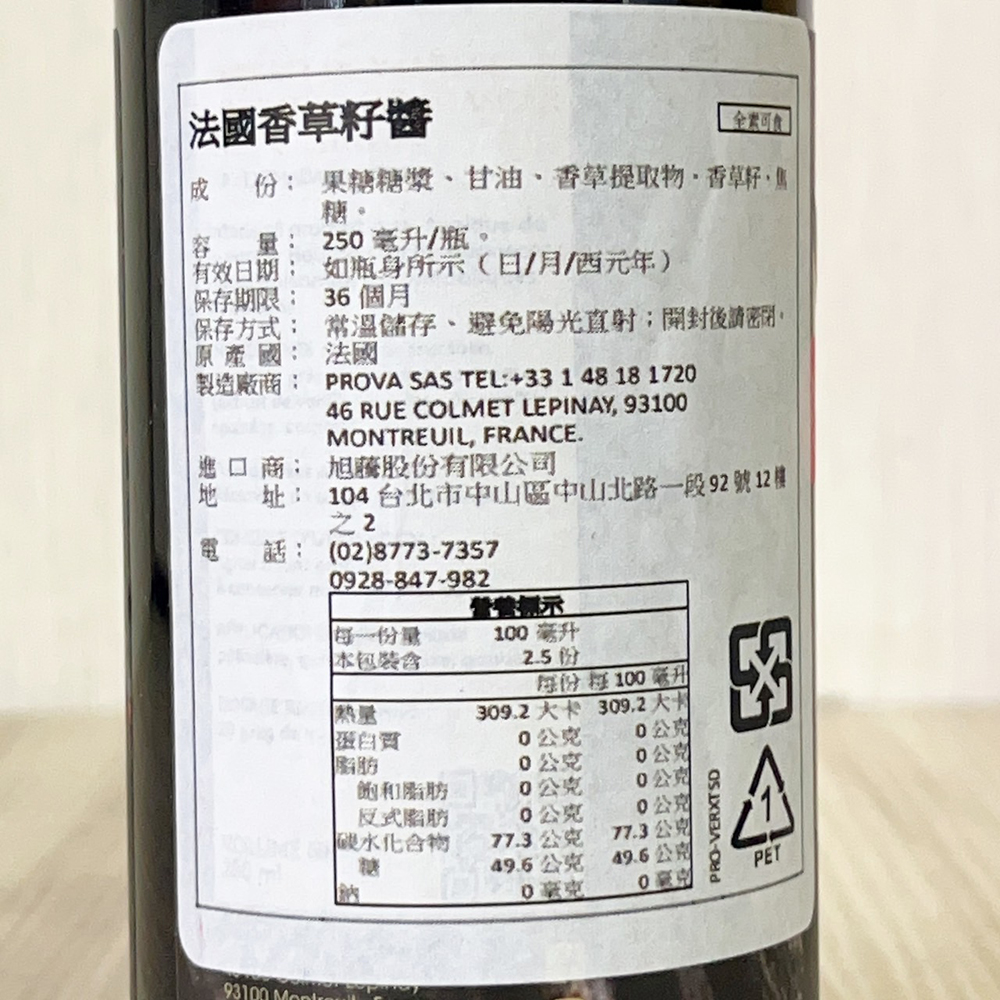 法國香草籽醬
全素可食
成份：果糖糖漿、甘油、香草提取物，香草籽，焦
糖。
容量：250 毫升/瓶。
有效日期：如瓶身所示（日/月/西元年）
保存期限：36 個月
保存方式：常溫儲存、避免陽光直射；開封後請密閉。
原產國：法國
製造廠商：PROVA SAS TEL:+33 1 48 18 1720
46 RUE COLMET LEPINAY, 93100
MONTREUIL, FRANCE.
進口商：旭藤股份有限公司
地址：104 台北市中山區中山北路一段 92 號 12 樓
之 2
電話：(02)8773-7357
0928-847-982
營養標示
每一份量 100 毫升
本包裝含 2.5 份
每份 每 100 毫升
熱量 309.2 大卡 309.2 大卡
蛋白質 0 公克 0 公克
脂肪 0 公克 0 公克
飽和脂肪 0 公克 0 公克
反式脂肪 0 公克 0 公克
碳水化合物 77.3 公克 77.3 公克
糖 49.6 公克 49.6 公克
鈉 0 毫克 0 毫克
PRO-VERXTSD
1
PET
93100